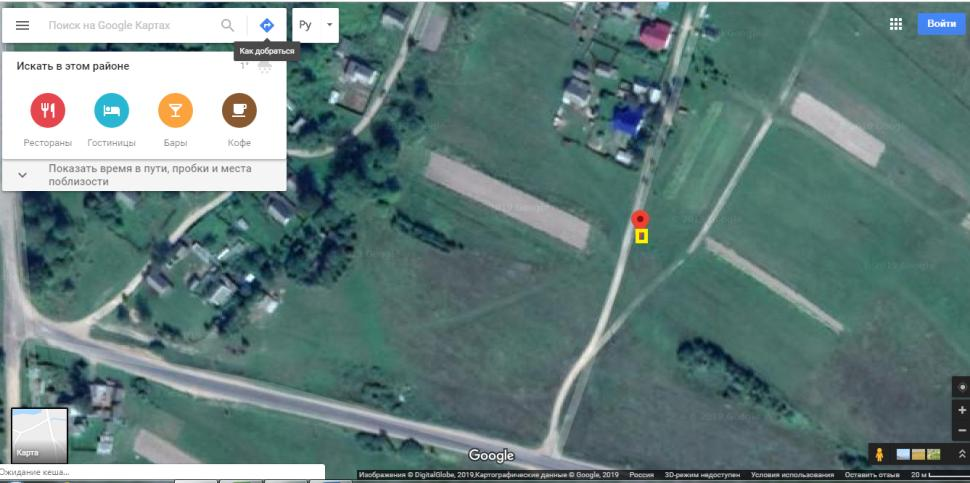 Поиск на Google Картах
Ру
Войти
Как добраться
Искать в этом районе
1°
Рестораны
Гостиницы
Бары
Кофе
Показать время в пути, пробки и места
поблизости
Карта
Google
Ожидание кеша...
Изображения © DigitalGlobe, 2019,Картографические данные © Google, 2019 Россия 3D-режим недоступен Условия использования Оставить отзыв 20 м